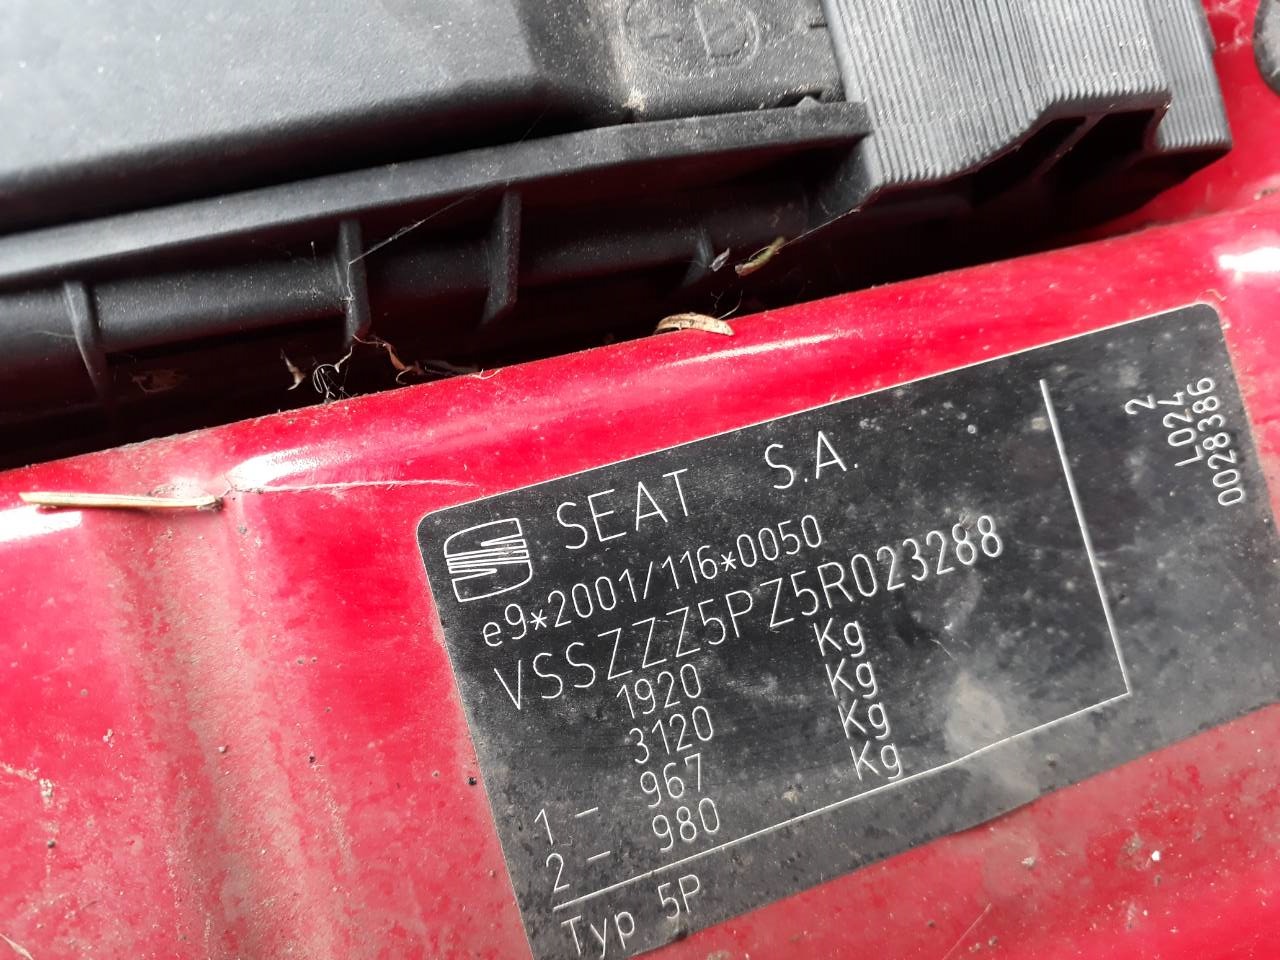 D
SEAT S.A.
e9*2001/116*0050
VSSZZZ5PZ5R023288
1920 Kg
3120 Kg
1 - 967 Kg
2 - 980 Kg
Typ 5P
2
L024
0028386